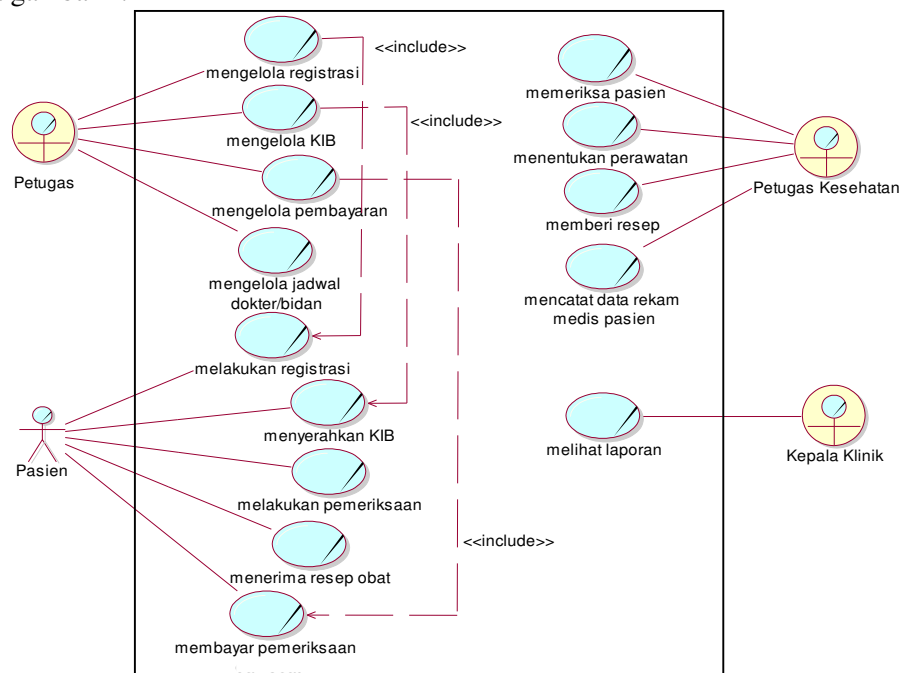 mengelola registrasi
<<include>>
mengelola KIB
<<include>>
mengelola pembayaran
mengelola jadwal
dokter/bidan
melakukan registrasi
menyerahkan KIB
melakukan pemeriksaan
menerima resep obat
<<include>>
membayar pemeriksaan
Petugas
Pasien
memeriksa pasien
menentukan perawatan
memberi resep
mencatat data rekam
medis pasien
Petugas Kesehatan
melihat laporan
Kepala Klinik